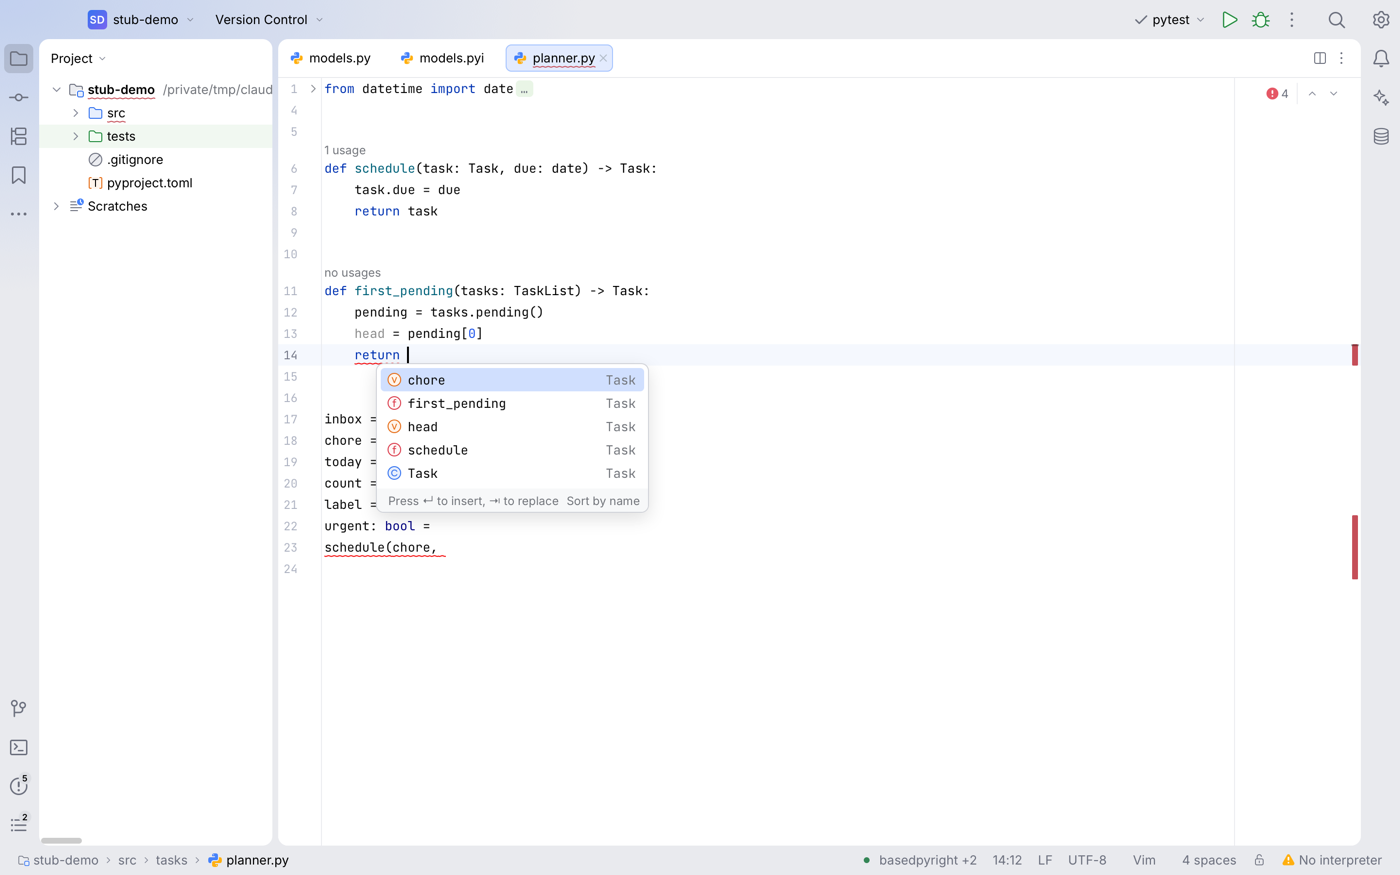 SD stub-demo Version Control pytest
Project
models.py models.pyi planner.py
stub-demo /private/tmp/claud
src
tests
.gitignore
[T] pyproject.toml
Scratches
5
2
1 from datetime import date...
4
5
1 usage
6 def schedule(task: Task, due: date) -> Task:
7 task.due = due
8 return task
9
10
no usages
11 def first_pending(tasks: TaskList) -> Task:
12 pending = tasks.pending()
13 head = pending[0]
14 return
15
16
17 inbox =
18 chore =
19 today =
20 count =
21 label =
22 urgent: bool =
23 schedule(chore,
24
v chore Task
f first_pending Task
v head Task
f schedule Task
C Task Task
Press ↵ to insert, ⇥ to replace Sort by name
4
stub-demo › src › tasks › planner.py
basedpyright +2 14:12 LF UTF-8 Vim 4 spaces No interpreter